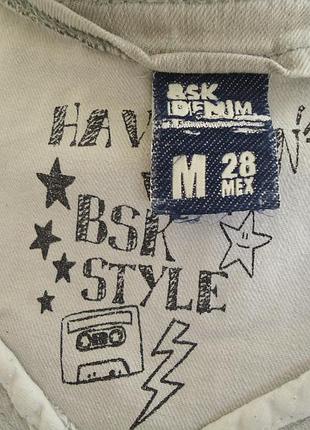 BSK
DENIM
M 28
MEX
HAV
BSK
STYLE